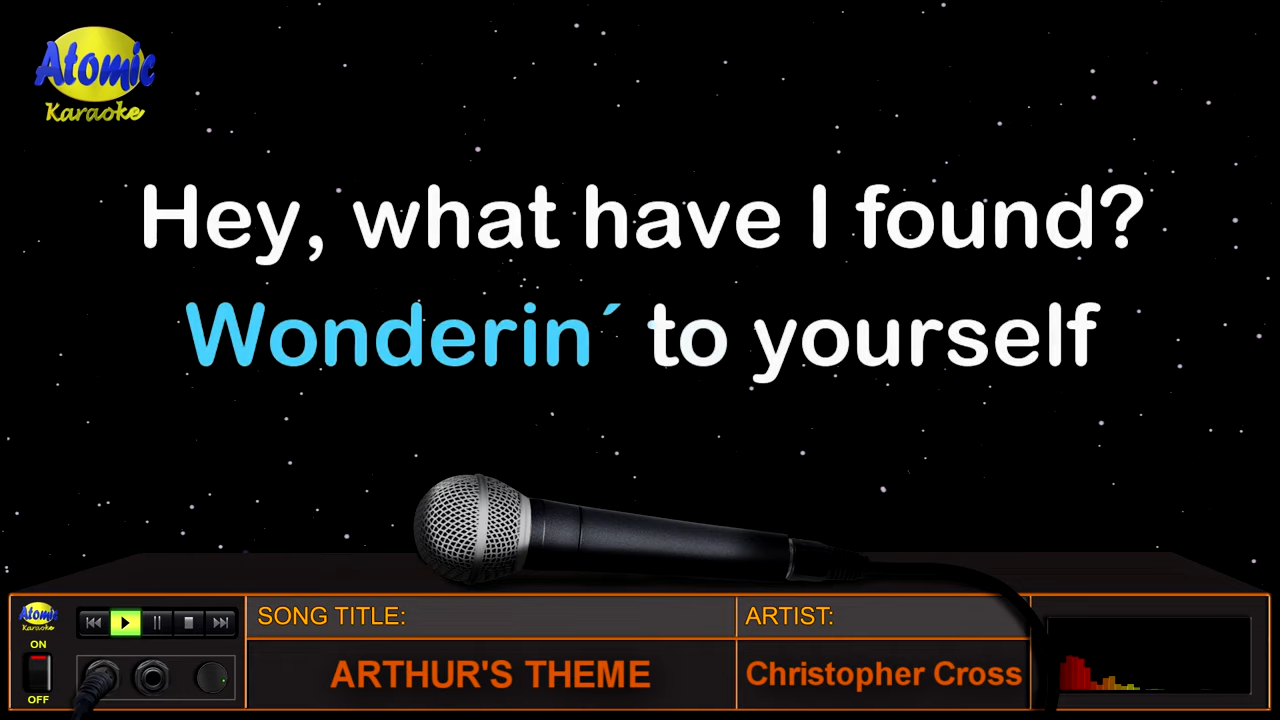 Atomic
Karaoke
Hey, what have I found?
Wonderin´ to yourself
Atomic
Karaoke
ON
OFF
SONG TITLE:
ARTHUR'S THEME
ARTIST:
Christopher Cross